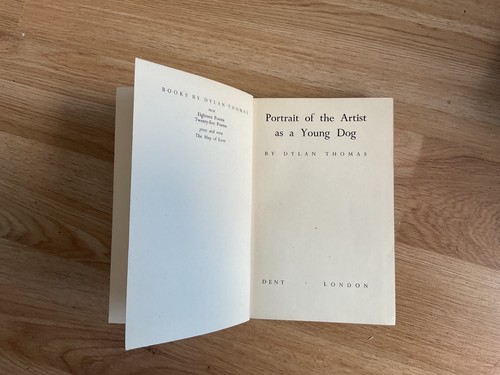 BOOKS BY DYLAN THOMAS
verse
Eighteen Poems
Twenty-five Poems
prose and verse
The Map of Love
Portrait of the Artist
as a Young Dog
BY DYLAN THOMAS
DENT LONDON